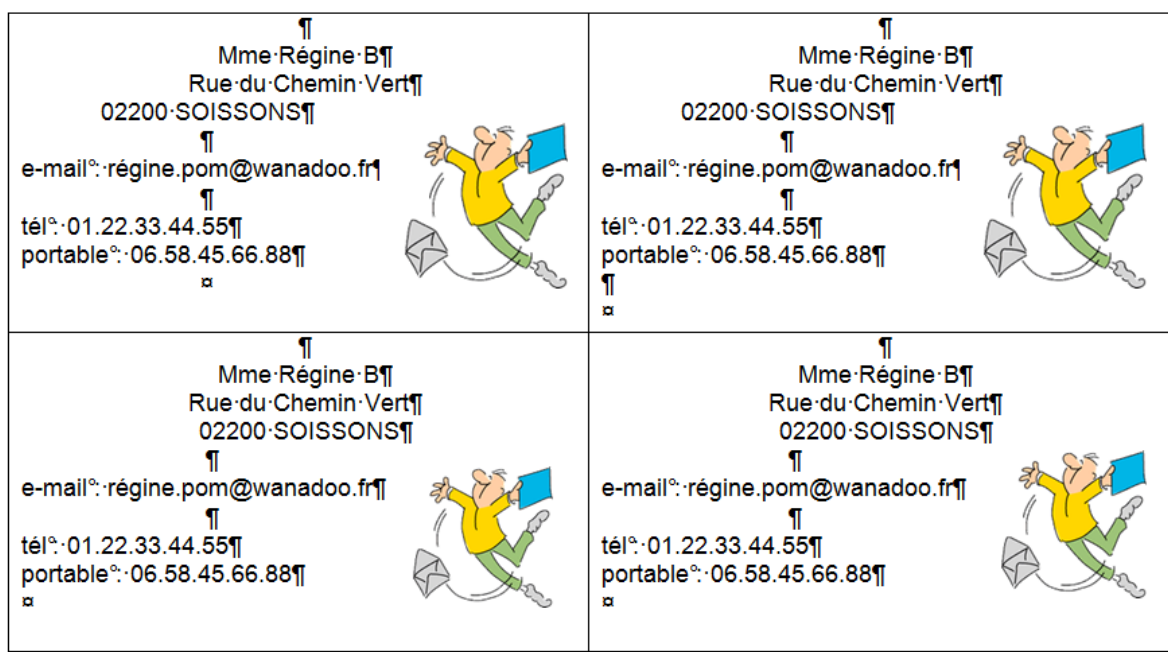 ¶
Mme·Régine·B¶
Rue·du·Chemin·Vert¶
02200·SOISSONS¶
¶
e-mail°:·régine.pom@wanadoo.fr¶
¶
tél°:·01.22.33.44.55¶
portable°:·06.58.45.66.88¶
¤
¶
Mme·Régine·B¶
Rue·du·Chemin·Vert¶
02200·SOISSONS¶
¶
e-mail°:·régine.pom@wanadoo.fr¶
¶
tél°:·01.22.33.44.55¶
portable°:·06.58.45.66.88¶
¶
¤
¶
Mme·Régine·B¶
Rue·du·Chemin·Vert¶
02200·SOISSONS¶
¶
e-mail°:·régine.pom@wanadoo.fr¶
¶
tél°:·01.22.33.44.55¶
portable°:·06.58.45.66.88¶
¤
¶
Mme·Régine·B¶
Rue·du·Chemin·Vert¶
02200·SOISSONS¶
¶
e-mail°:·régine.pom@wanadoo.fr¶
¶
tél°:·01.22.33.44.55¶
portable°:·06.58.45.66.88¶
¤